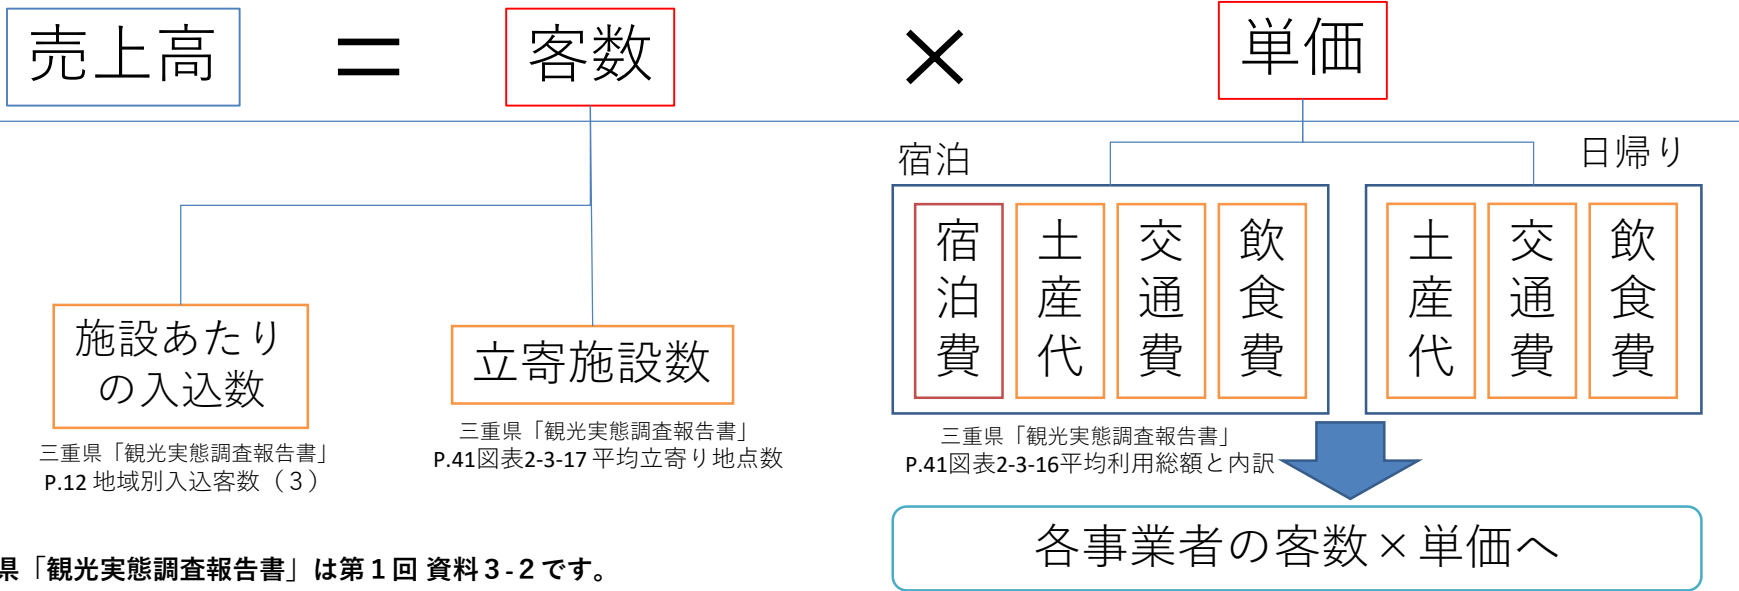 売上高 = 客数 × 単価
宿泊
日帰り
宿泊費
土産代
交通費
飲食費
土産代
交通費
飲食費
施設あたり
の入込数
三重県「観光実態調査報告書」
P.12 地域別入込客数（３）
立寄施設数
三重県「観光実態調査報告書」
P.41図表2-3-17 平均立寄り地点数
三重県「観光実態調査報告書」
P.41図表2-3-16平均利用総額と内訳
各事業者の客数×単価へ
県「観光実態調査報告書」は第１回 資料３-２です。